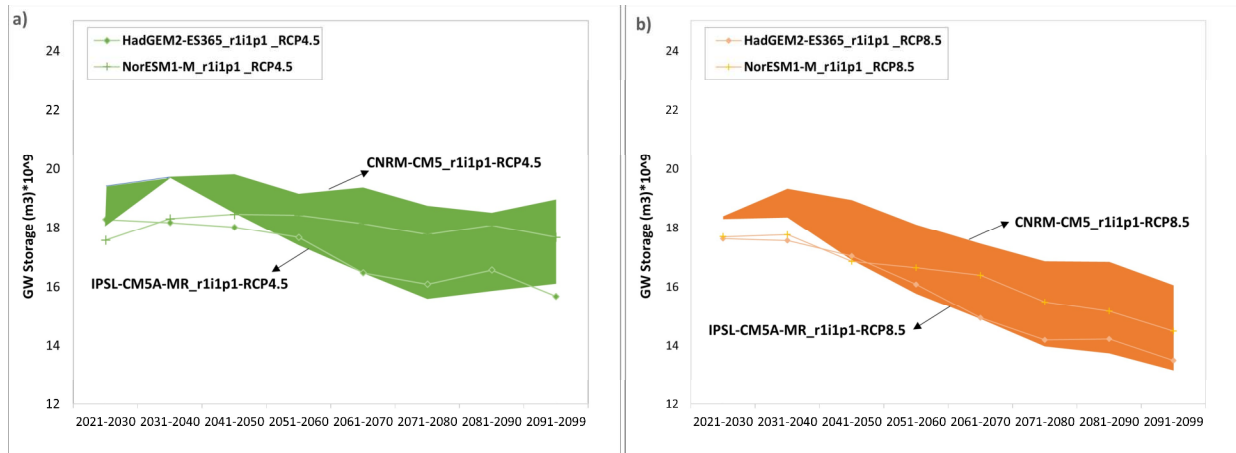 a)
HadGEM2-ES365_r1i1p1 _RCP4.5
NorESM1-M_r1i1p1 _RCP4.5
24
22
20
18
16
14
12
GW Storage (m3)*10^9
CNRM-CM5_r1i1p1-RCP4.5
IPSL-CM5A-MR_r1i1p1-RCP4.5
2021-2030 2031-2040 2041-2050 2051-2060 2061-2070 2071-2080 2081-2090 2091-2099
b)
HadGEM2-ES365_r1i1p1 _RCP8.5
NorESM1-M_r1i1p1 _RCP8.5
24
22
20
18
16
14
12
GW Storage (m3)*10^9
CNRM-CM5_r1i1p1-RCP8.5
IPSL-CM5A-MR_r1i1p1-RCP8.5
2021-2030 2031-2040 2041-2050 2051-2060 2061-2070 2071-2080 2081-2090 2091-2099